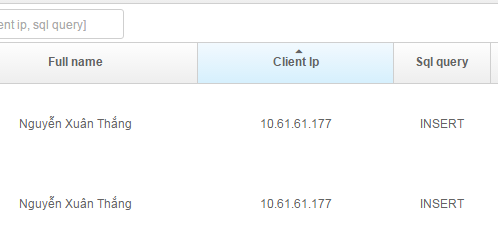 ent ip, sql query]
Full name Client Ip Sql query
Nguyễn Xuân Thắng 10.61.61.177 INSERT
Nguyễn Xuân Thắng 10.61.61.177 INSERT